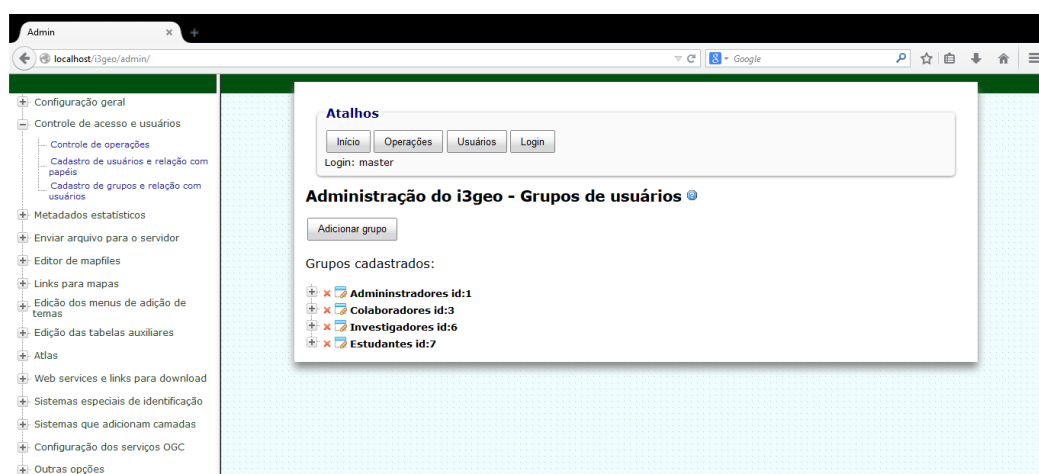 Admin
localhost/i3geo/admin/
Google
Configuração geral
Controle de acesso e usuários
Controle de operações
Cadastro de usuários e relação com
papéis
Cadastro de grupos e relação com
usuários
Metadados estatísticos
Enviar arquivo para o servidor
Editor de mapfiles
Links para mapas
Edição dos menus de adição de
temas
Edição das tabelas auxiliares
Atlas
Web services e links para download
Sistemas especiais de identificação
Sistemas que adicionam camadas
Configuração dos serviços OGC
Outras opções
Atalhos
Início Operações Usuários Login
Login: master
Administração do i3geo - Grupos de usuários
Adicionar grupo
Grupos cadastrados:
Admininstradores id:1
Colaboradores id:3
Investigadores id:6
Estudantes id:7